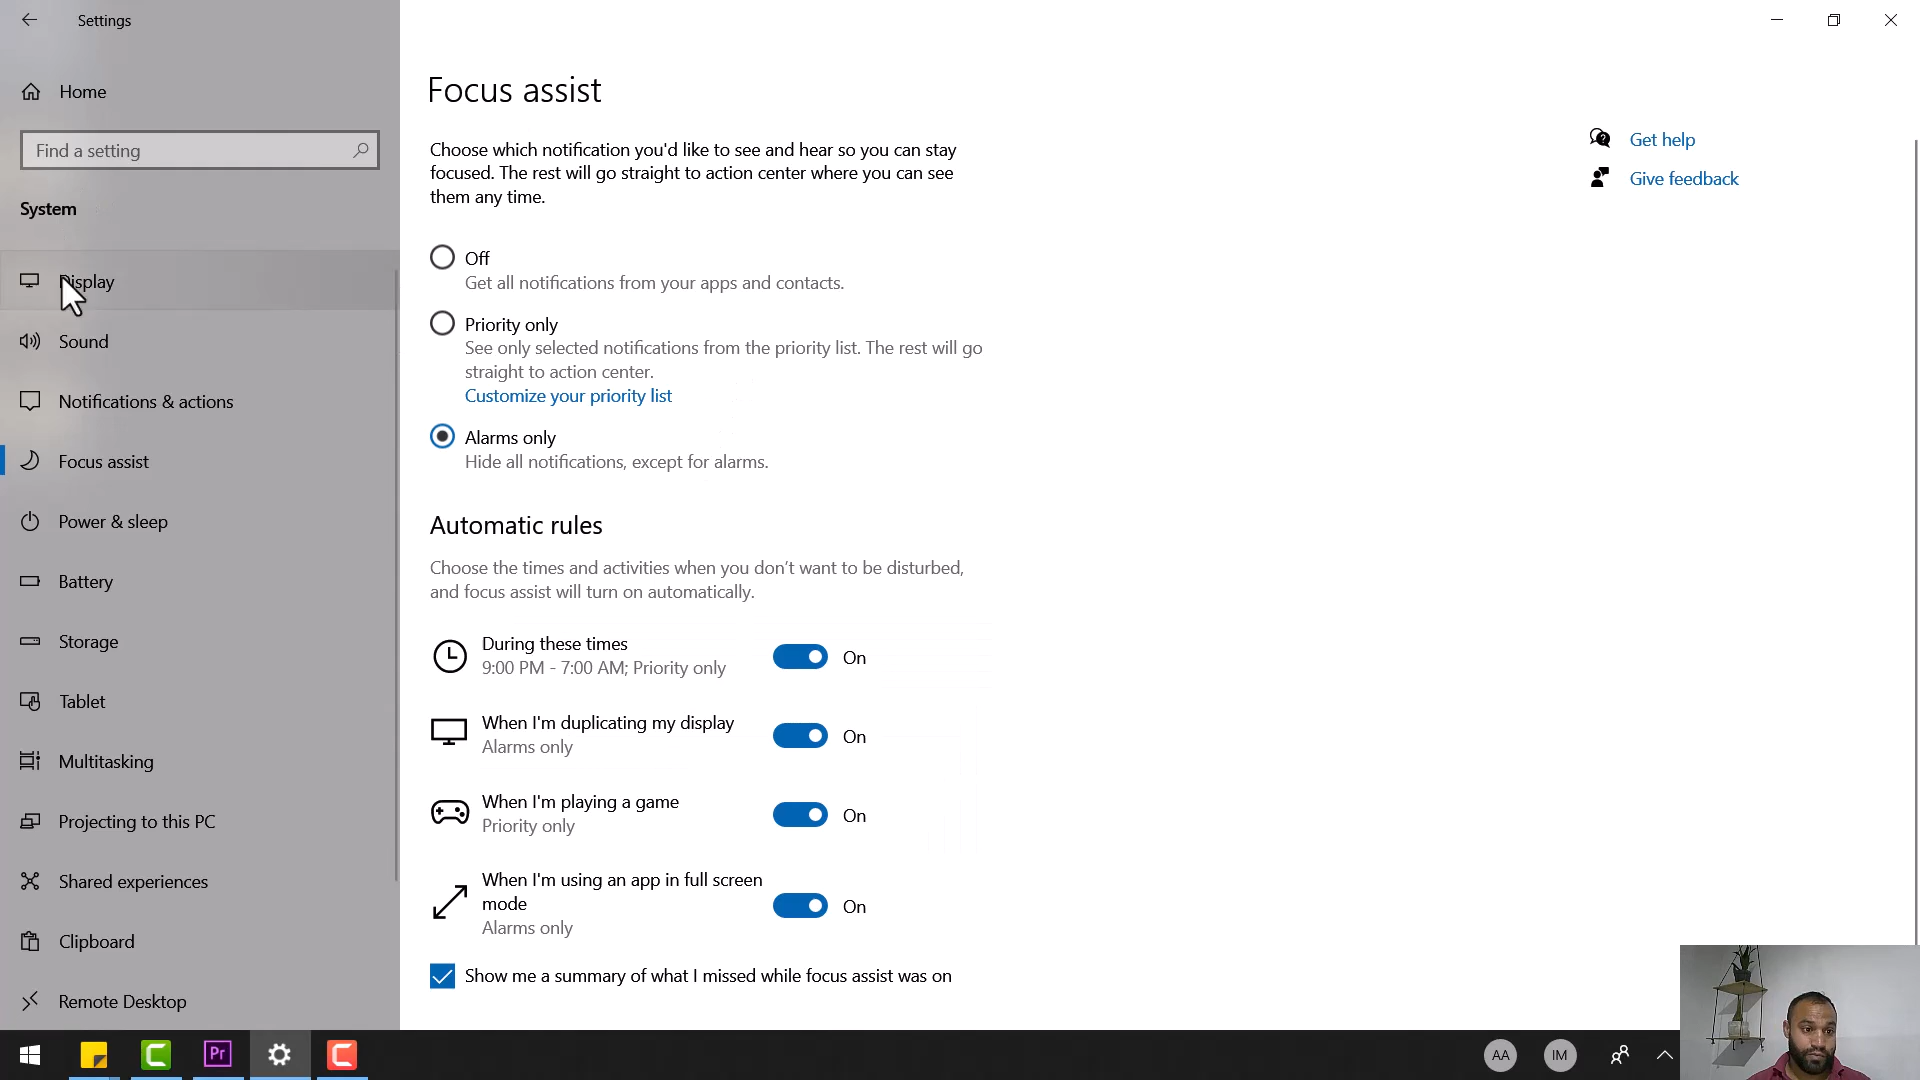 Settings
Home
Find a setting
System
Display
Sound
Notifications & actions
Focus assist
Power & sleep
Battery
Storage
Tablet
Multitasking
Projecting to this PC
Shared experiences
Clipboard
Remote Desktop
Focus assist
Choose which notification you'd like to see and hear so you can stay
focused. The rest will go straight to action center where you can see
them any time.
Off
Get all notifications from your apps and contacts.
Priority only
See only selected notifications from the priority list. The rest will go
straight to action center.
Customize your priority list
Alarms only
Hide all notifications, except for alarms.
Automatic rules
Choose the times and activities when you don't want to be disturbed,
and focus assist will turn on automatically.
During these times
9:00 PM - 7:00 AM; Priority only
On
When I'm duplicating my display
Alarms only
On
When I'm playing a game
Priority only
On
When I'm using an app in full screen
mode
Alarms only
On
Show me a summary of what I missed while focus assist was on
Get help
Give feedback
Pr
AA
IM